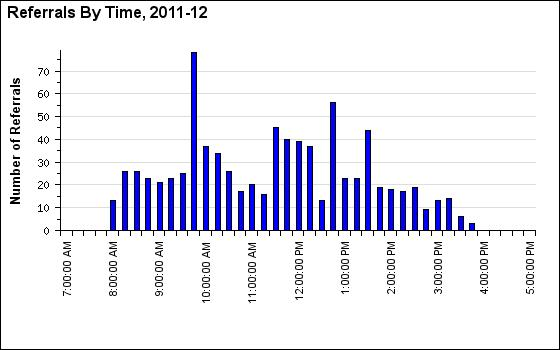 Referrals By Time, 2011-12
Number of Referrals
70
60
50
40
30
20
10
0
7:00:00 AM
8:00:00 AM
9:00:00 AM
10:00:00 AM
11:00:00 AM
12:00:00 PM
1:00:00 PM
2:00:00 PM
3:00:00 PM
4:00:00 PM
5:00:00 PM